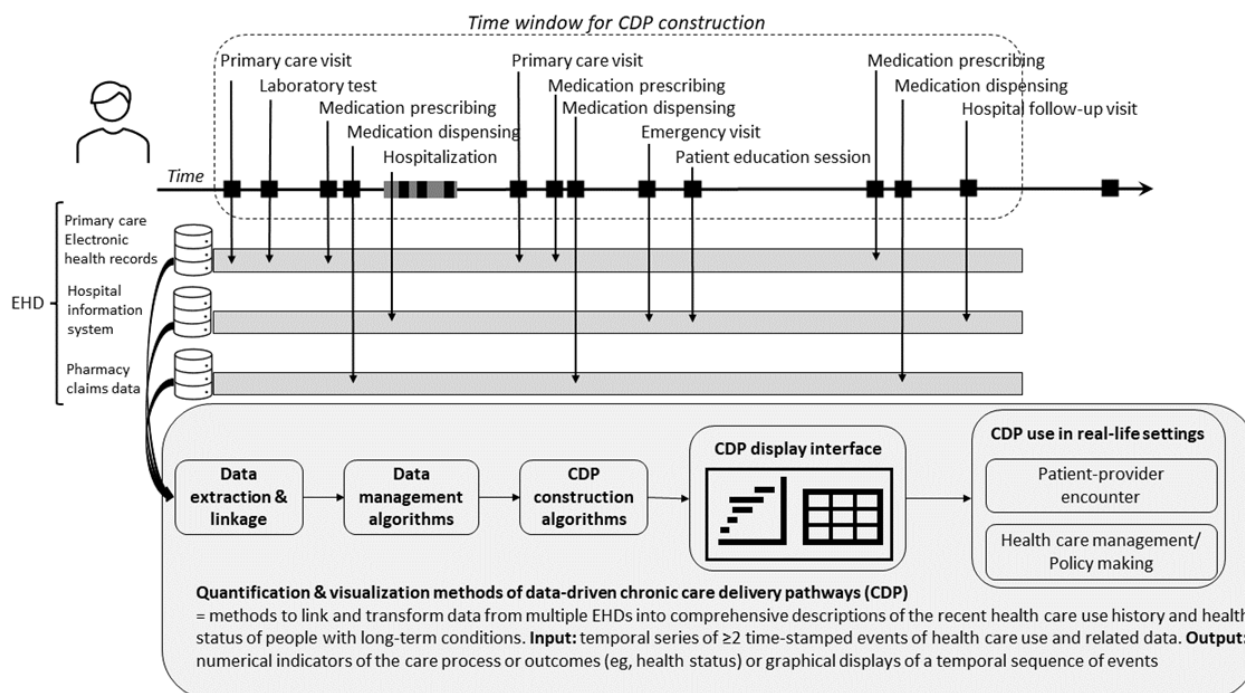 Time window for CDP construction
Primary care visit
Laboratory test
Medication prescribing
Medication dispensing
Hospitalization
Primary care visit
Medication prescribing
Medication dispensing
Emergency visit
Patient education session
Medication prescribing
Medication dispensing
Hospital follow-up visit
Time
EHD
Primary care
Electronic
health records
Hospital
information
system
Pharmacy
claims data
Data
extraction &
linkage
Data
management
algorithms
CDP
construction
algorithms
CDP display interface
CDP use in real-life settings
Patient-provider
encounter
Health care management/
Policy making
Quantification & visualization methods of data-driven chronic care delivery pathways (CDP)
= methods to link and transform data from multiple EHDs into comprehensive descriptions of the recent health care use history and health
status of people with long-term conditions. Input: temporal series of ≥2 time-stamped events of health care use and related data. Output:
numerical indicators of the care process or outcomes (eg, health status) or graphical displays of a temporal sequence of events